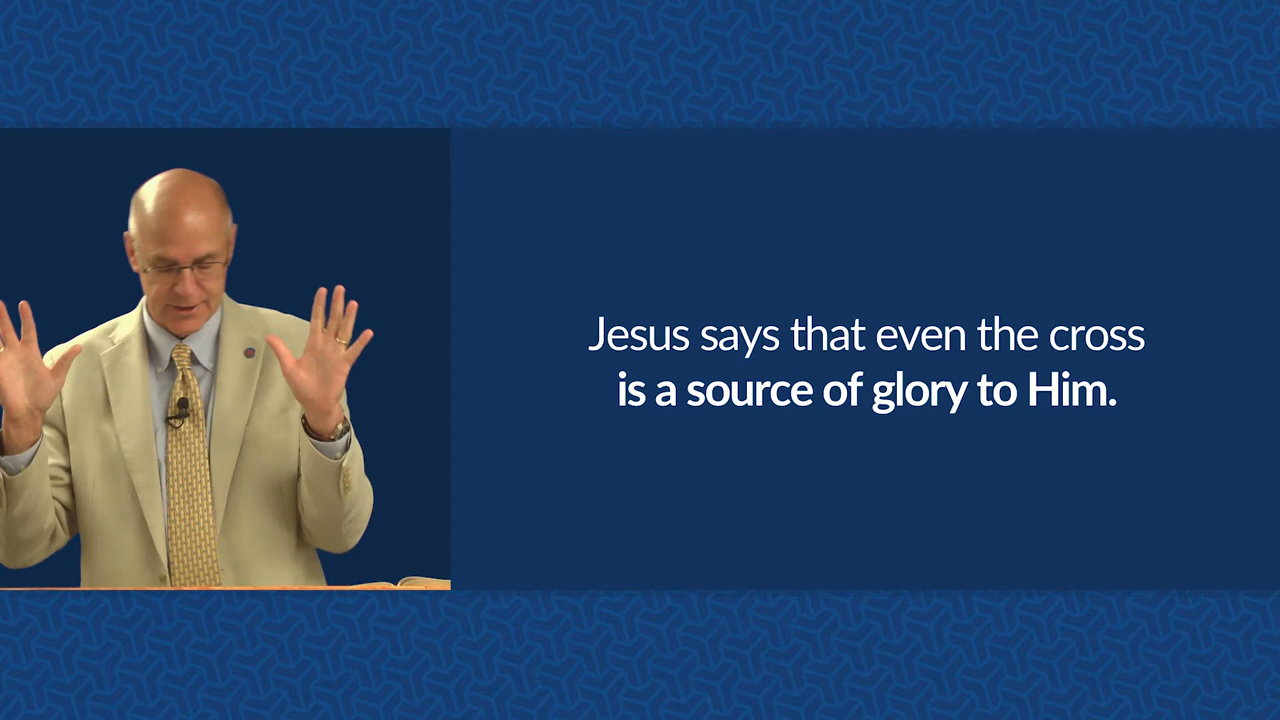 Jesus says that even the cross
is a source of glory to Him.